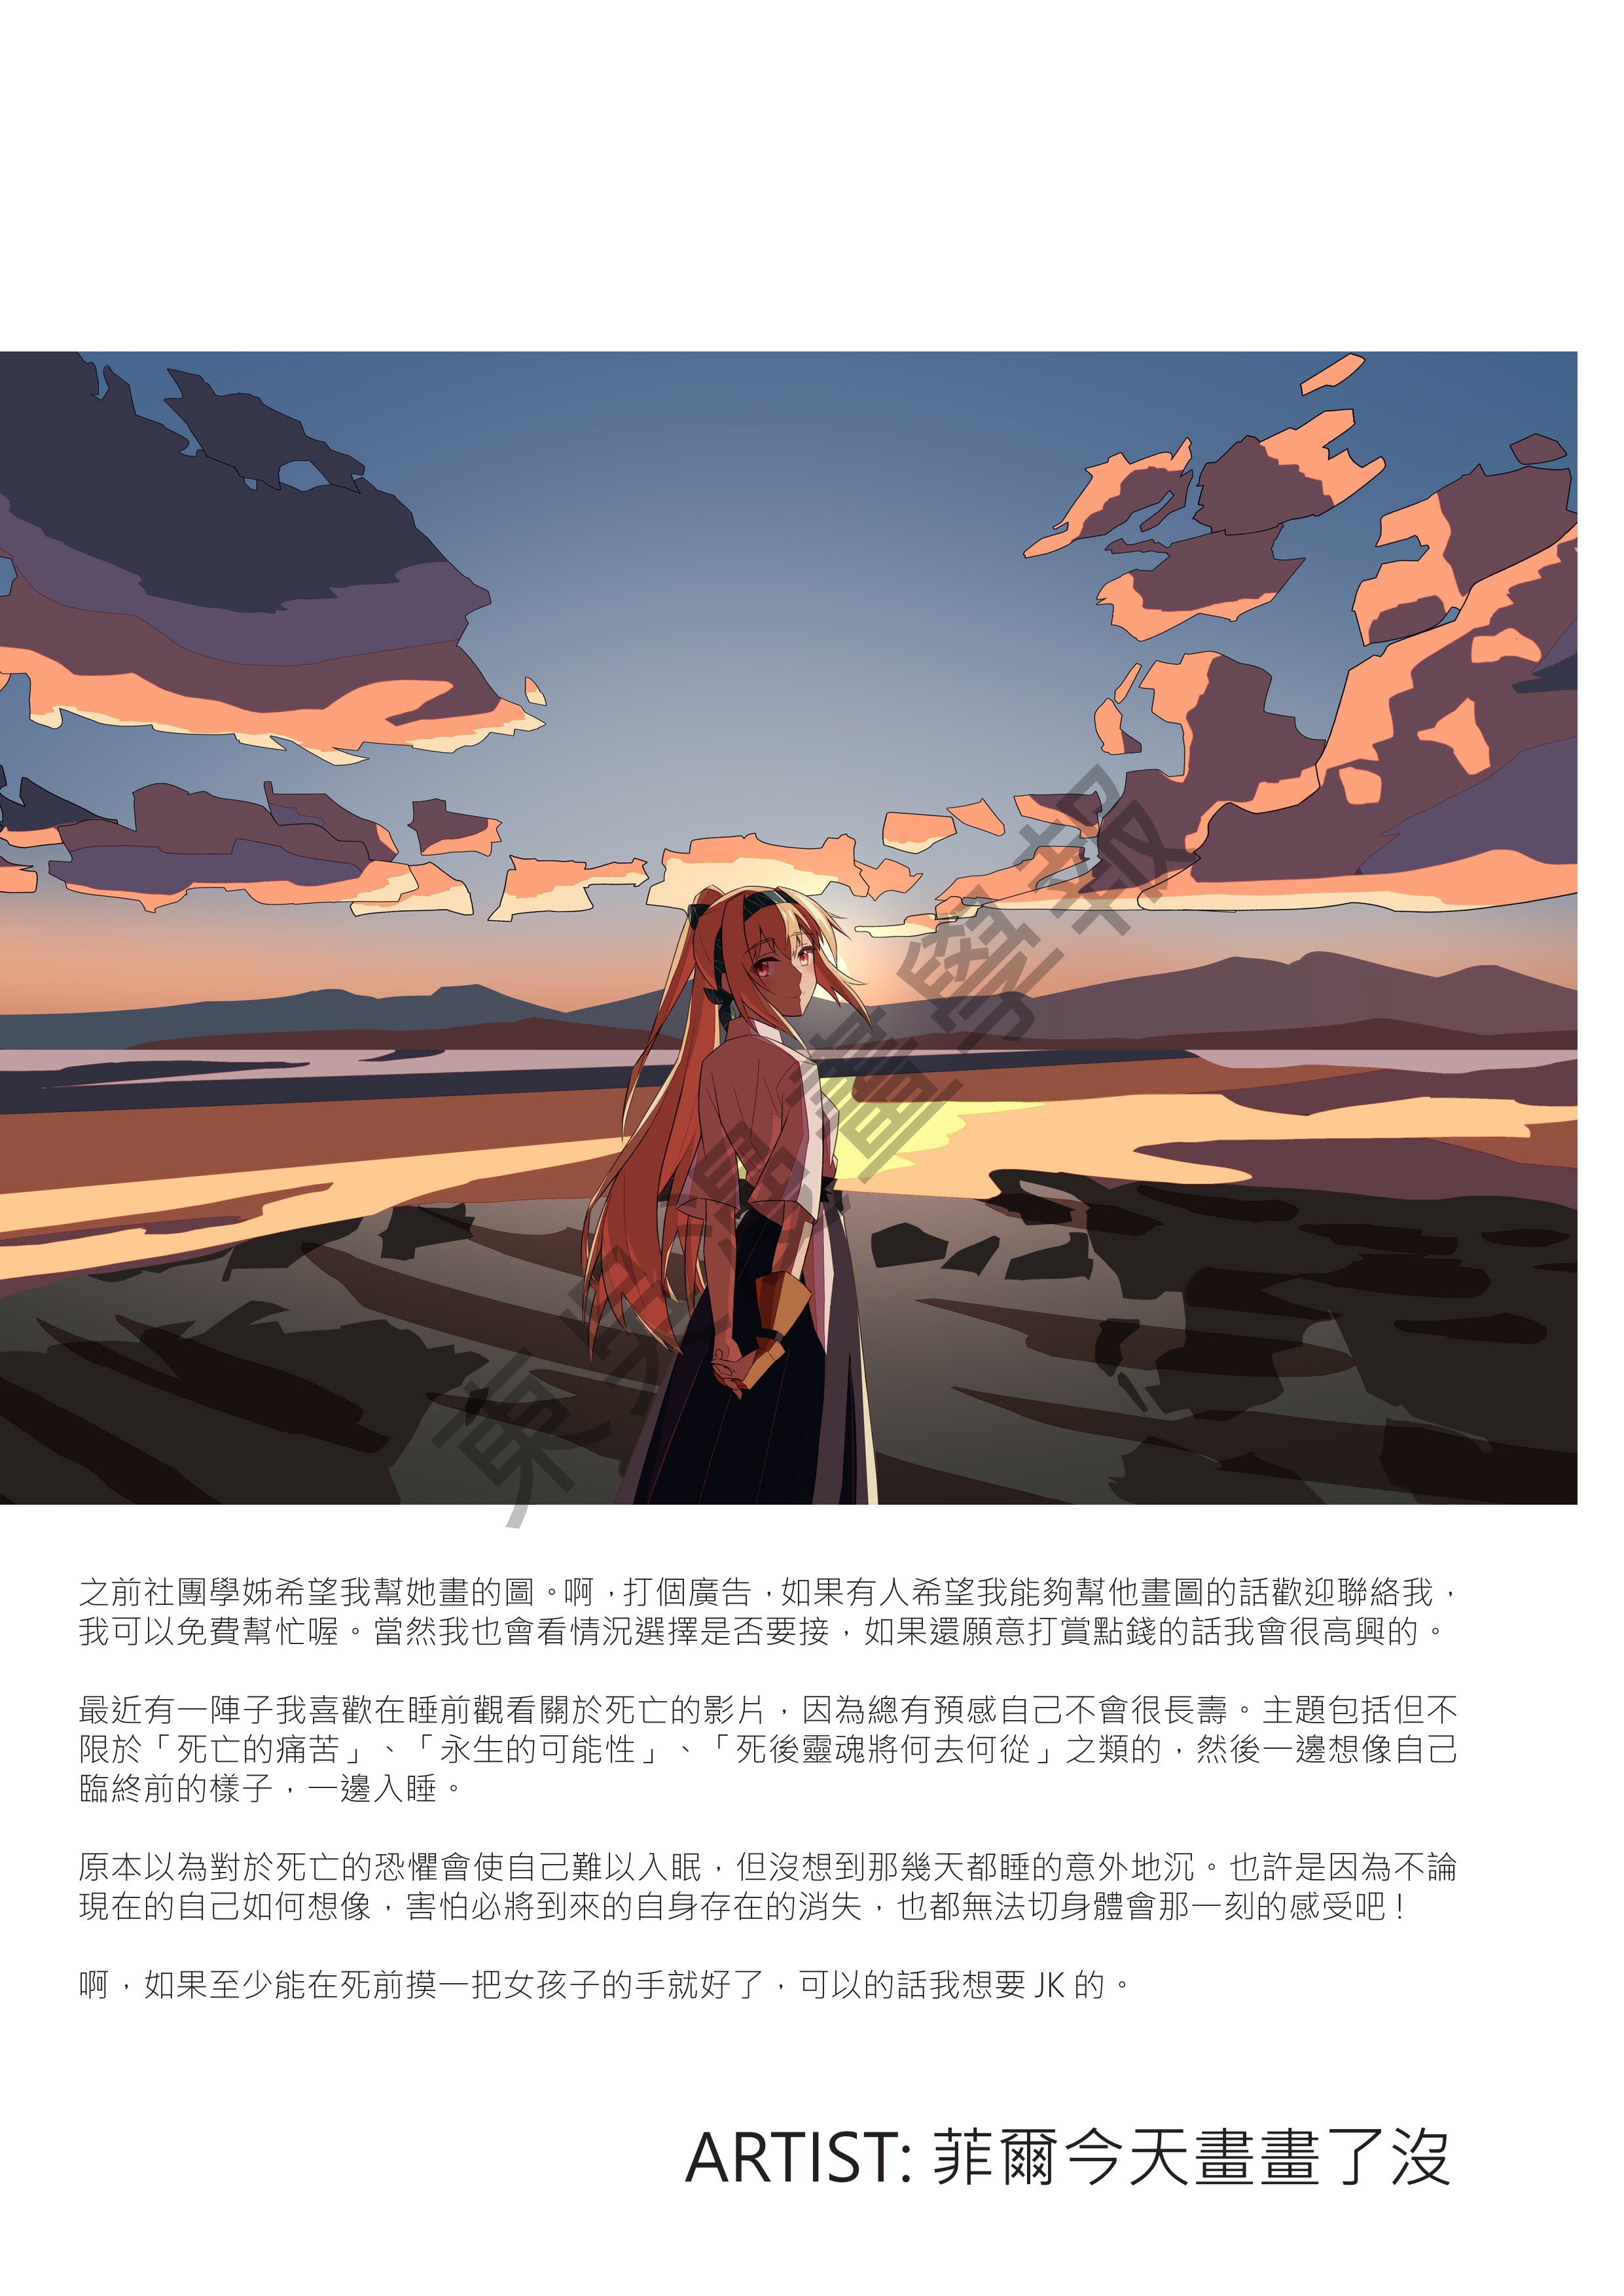 東吳漫畫學報
之前社團學姊希望我幫她畫的圖。啊，打個廣告，如果有人希望我能夠幫他畫圖的話歡迎聯絡我，
我可以免費幫忙喔。當然我也會看情況選擇是否要接，如果還願意打賞點錢的話我會很高興的。
最近有一陣子我喜歡在睡前觀看關於死亡的影片，因為總有預感自己不會很長壽。主題包括但不
限於「死亡的痛苦」、「永生的可能性」、「死後靈魂將何去何從」之類的，然後一邊想像自己
臨終前的樣子，一邊入睡。
原本以為對於死亡的恐懼會使自己難以入眠，但沒想到那幾天都睡的意外地沉。也許是因為不論
現在的自己如何想像，害怕必將到來的自身存在的消失，也都無法切身體會那一刻的感受吧！
啊，如果至少能在死前摸一把女孩子的手就好了，可以的話我想要 JK 的。
ARTIST: 菲爾今天畫畫了沒